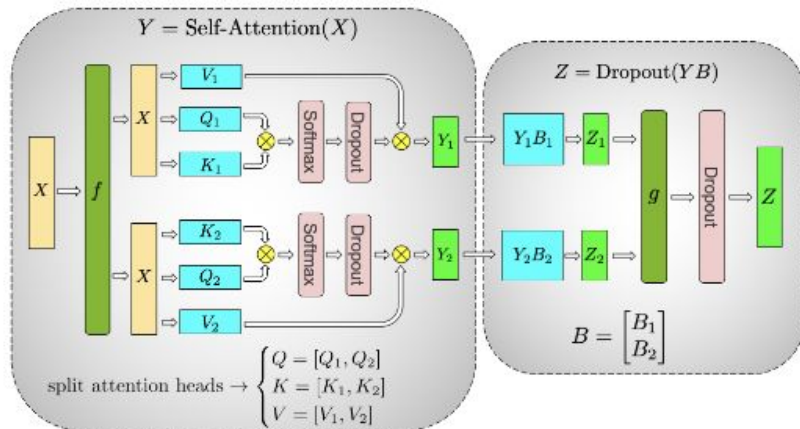 Y = Self-Attention(X)
X
f
X
V₁
Q₁
K₁
Softmax
Dropout
Y₁
X
K₂
Q₂
V₂
Softmax
Dropout
Y₂
split attention heads → { Q = [Q₁, Q₂]
K = [K₁, K₂]
V = [V₁, V₂]
Z = Dropout(YB)
Y₁B₁
Z₁
Y₂B₂
Z₂
g
Dropout
Z
B = [B₁
B₂]